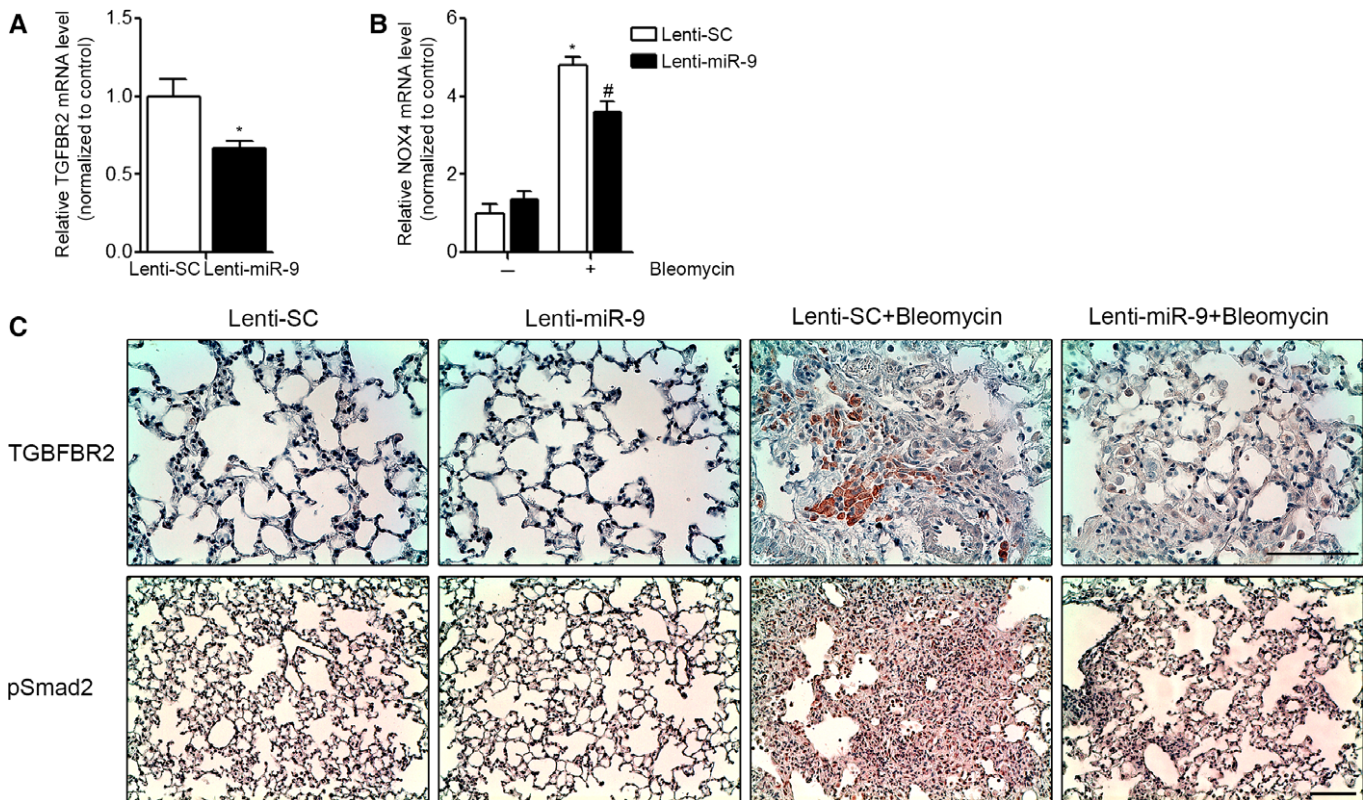 A
Relative TGFBR2 mRNA level
(normalized to control)
1.5
1.0
0.5
0.0
*
Lenti-SC Lenti-miR-9
B
Relative NOX4 mRNA level
(normalized to control)
6
4
2
0
*
#
Lenti-SC
Lenti-miR-9
– + Bleomycin
C
Lenti-SC Lenti-miR-9 Lenti-SC+Bleomycin Lenti-miR-9+Bleomycin
TGBFBR2
pSmad2